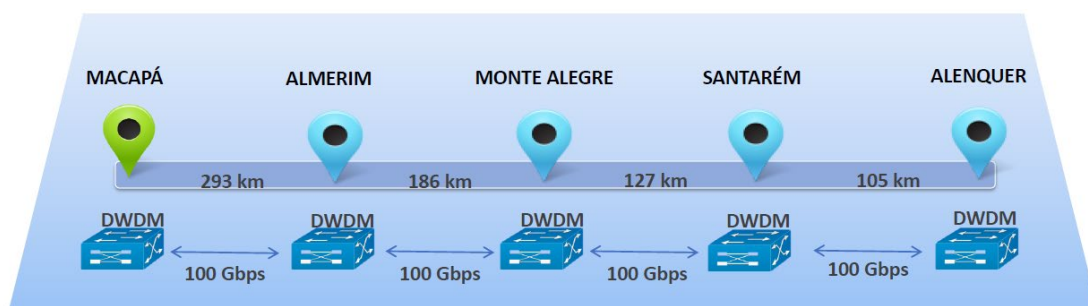 MACAPÁ ALMERIM MONTE ALEGRE SANTARÉM ALENQUER
293 km 186 km 127 km 105 km
DWDM DWDM DWDM DWDM DWDM
100 Gbps 100 Gbps 100 Gbps 100 Gbps